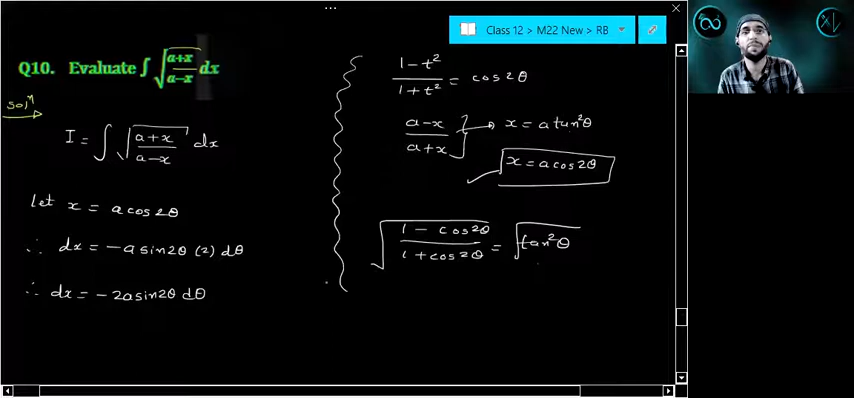 Class 12 > M22 New > RB
Q10. Evaluate ∫ √((a+x)/(a−x)) dx
Solⁿ
I = ∫ √((a+x)/(a−x)) dx
let x = a cos2θ
∴ dx = −a sin2θ (2) dθ
∴ dx = −2a sin2θ dθ
(1−t²)/(1+t²) = cos2θ
(a−x)/(a+x) → x = a tan²θ
x = a cos2θ
√((1 − cos2θ)/(1 + cos2θ)) = √(tan²θ)